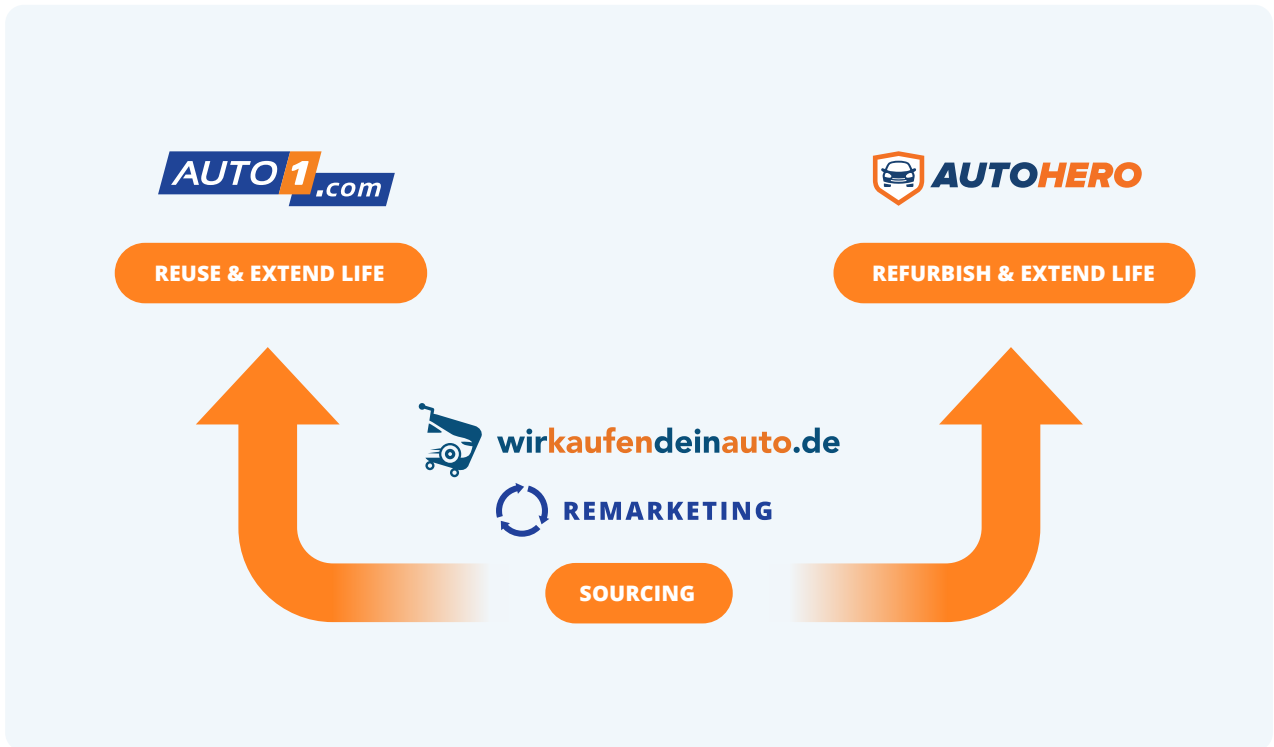 AUTO1.com
AUTOHERO
REUSE & EXTEND LIFE
REFURBISH & EXTEND LIFE
wirkaufendeinauto.de
REMARKETING
SOURCING